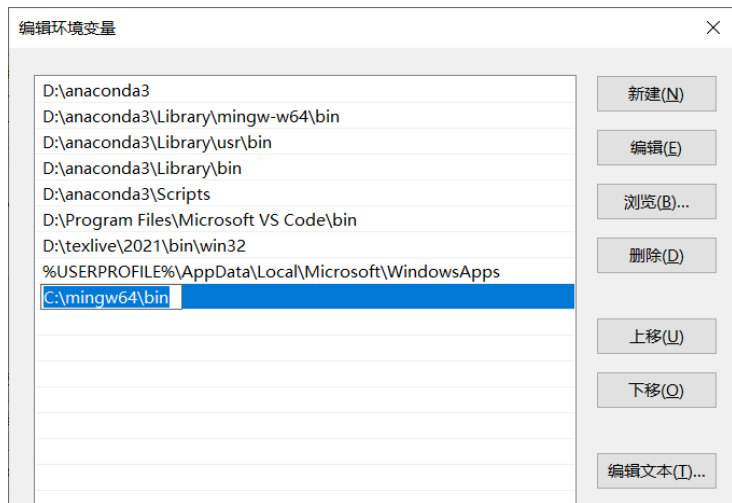 编辑环境变量
D:\anaconda3
D:\anaconda3\Library\mingw-w64\bin
D:\anaconda3\Library\usr\bin
D:\anaconda3\Library\bin
D:\anaconda3\Scripts
D:\Program Files\Microsoft VS Code\bin
D:\texlive\2021\bin\win32
%USERPROFILE%\AppData\Local\Microsoft\WindowsApps
C:\mingw64\bin
新建(N)
编辑(E)
浏览(B)...
删除(D)
上移(U)
下移(O)
编辑文本(T)...